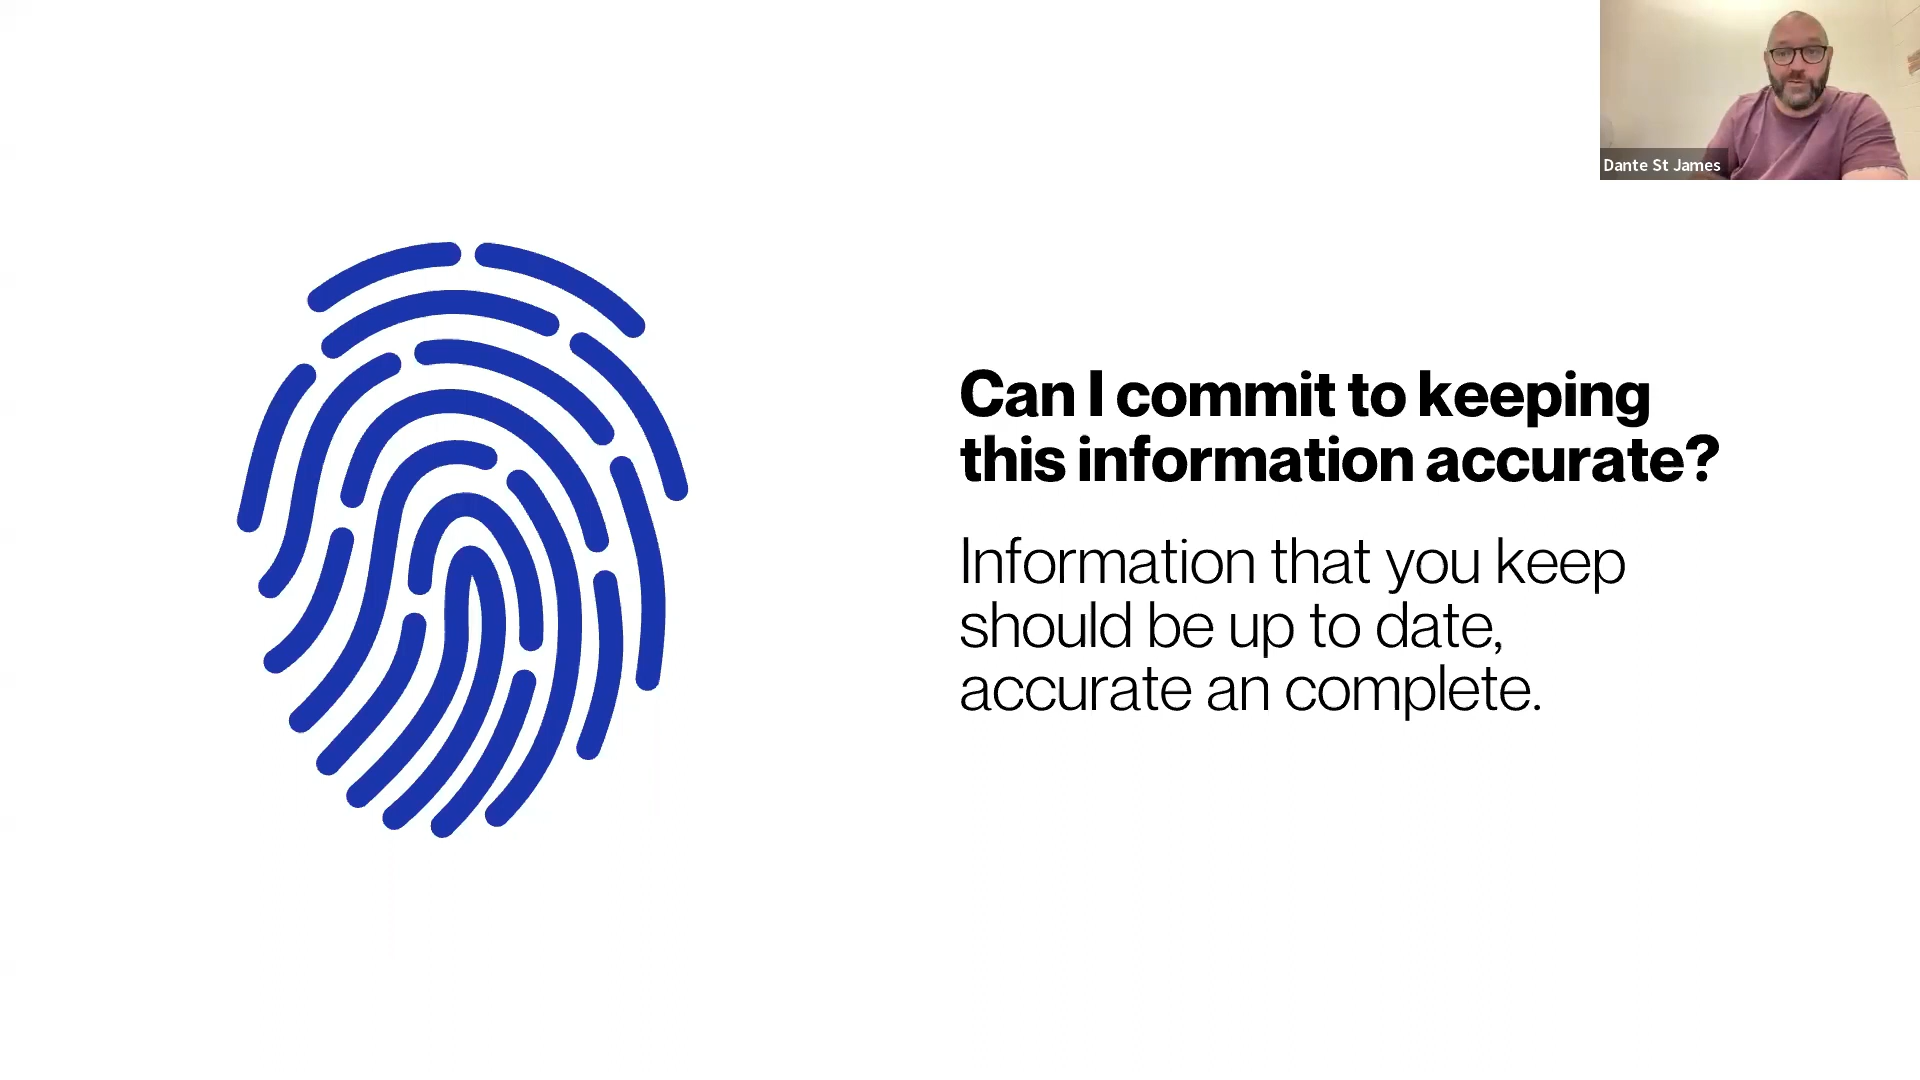 Dante St James
Can I commit to keeping
this information accurate?
Information that you keep
should be up to date,
accurate an complete.